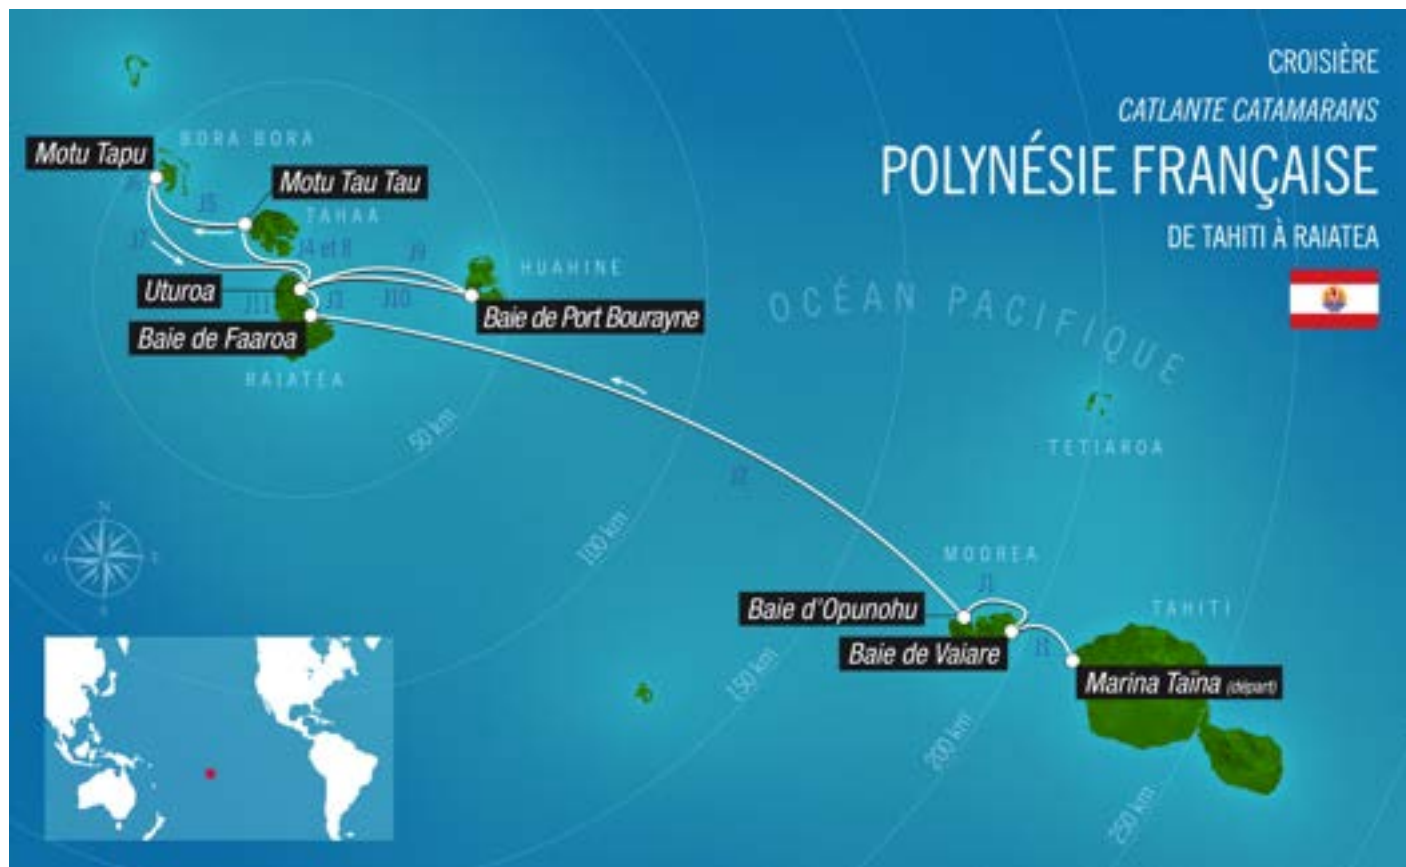 CROISIÈRE
CATLANTE CATAMARANS
POLYNÉSIE FRANÇAISE
DE TAHITI À RAIATEA
BORA BORA
Motu Tapu
Motu Tau Tau
J5
TAHAA
J7
J4 et 8
J9
HUAHINE
Uturoa
J11
J10
Baie de Port Bourayne
Baie de Faaroa
RAIATEA
OCÉAN PACIFIQUE
50 km
TETIAROA
J2
100 km
N
O
E
S
MOOREA
J1
Baie d'Opunohu
TAHITI
Baie de Vaiare
J1
Marina Taïna (départ)
150 km
200 km
250 km